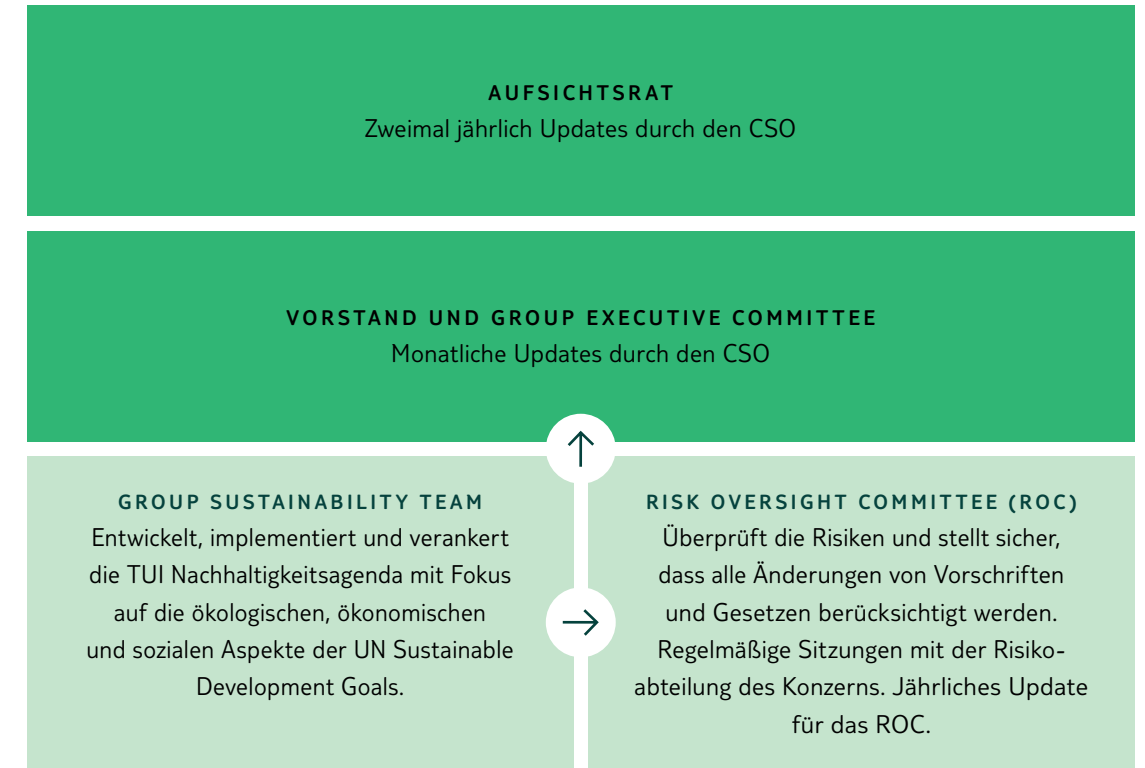 AUFSICHTSRAT
Zweimal jährlich Updates durch den CSO
VORSTAND UND GROUP EXECUTIVE COMMITTEE
Monatliche Updates durch den CSO
GROUP SUSTAINABILITY TEAM
Entwickelt, implementiert und verankert
die TUI Nachhaltigkeitsagenda mit Fokus
auf die ökologischen, ökonomischen
und sozialen Aspekte der UN Sustainable
Development Goals.
RISK OVERSIGHT COMMITTEE (ROC)
Überprüft die Risiken und stellt sicher,
dass alle Änderungen von Vorschriften
und Gesetzen berücksichtigt werden.
Regelmäßige Sitzungen mit der Risiko-
abteilung des Konzerns. Jährliches Update
für das ROC.